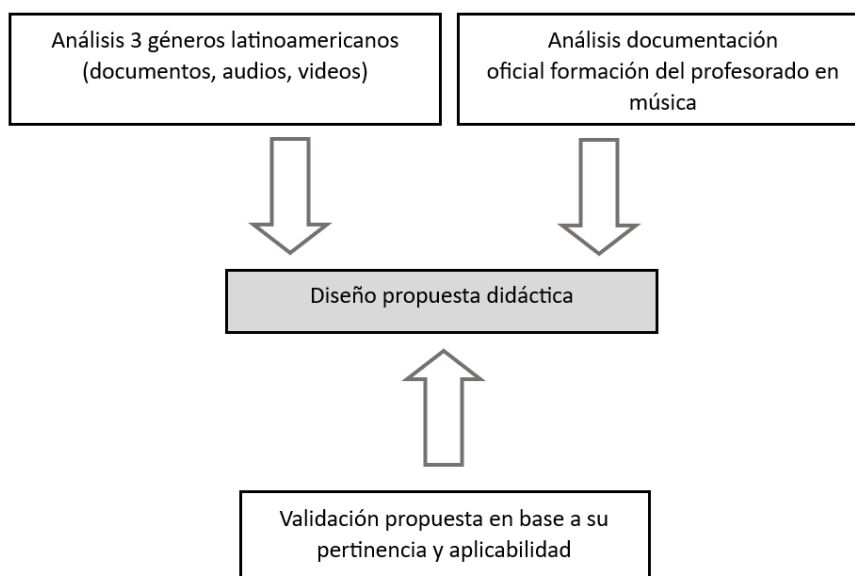 Análisis 3 géneros latinoamericanos
(documentos, audios, videos)
Análisis documentación
oficial formación del profesorado en
música
Diseño propuesta didáctica
Validación propuesta en base a su
pertinencia y aplicabilidad